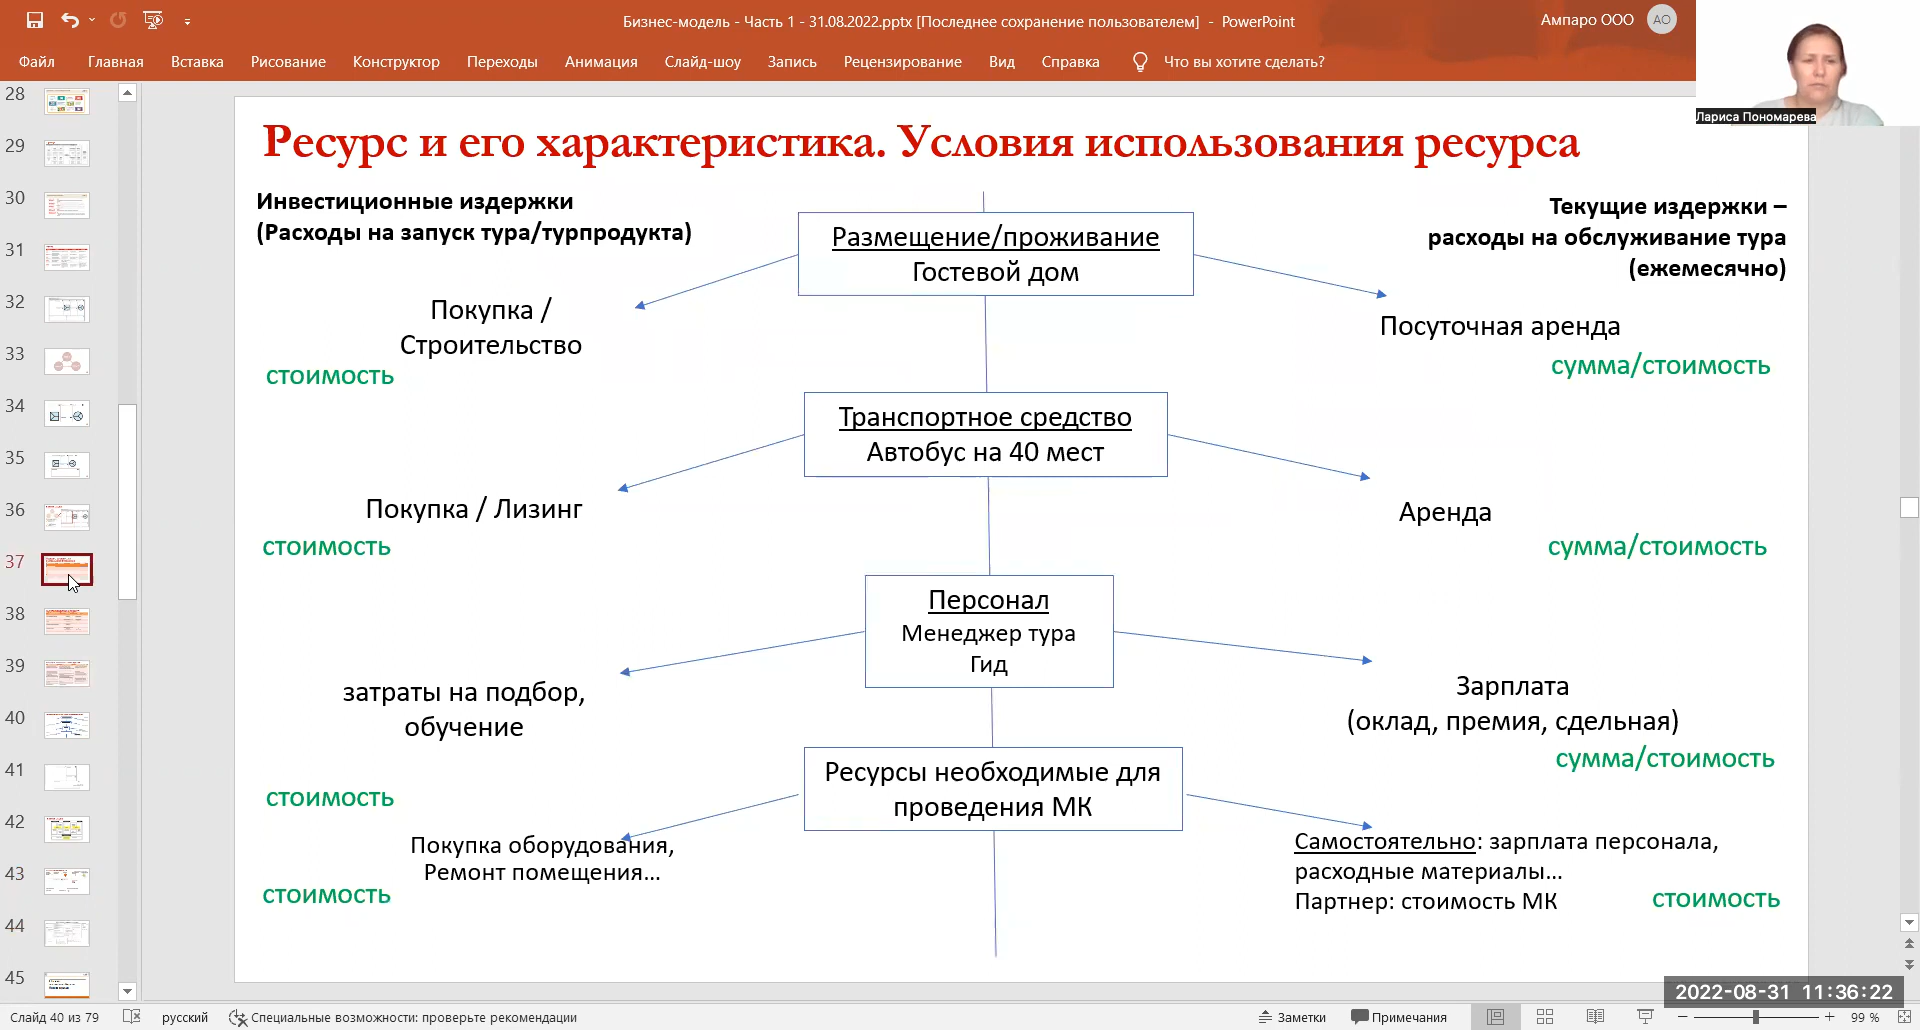 Бизнес-модель - Часть 1 - 31.08.2022.pptx [Последнее сохранение пользователем] - PowerPoint
Ампаро ООО
АО
Файл
Главная
Вставка
Рисование
Конструктор
Переходы
Анимация
Слайд-шоу
Запись
Рецензирование
Вид
Справка
Что вы хотите сделать?
Лариса Пономарева
28
29
30
31
32
33
34
35
36
37
38
39
40
41
42
43
44
45
Ресурс и его характеристика. Условия использования ресурса
Инвестиционные издержки
(Расходы на запуск тура/турпродукта)
Текущие издержки –
расходы на обслуживание тура
(ежемесячно)
Размещение/проживание
Гостевой дом
Покупка /
Строительство
стоимость
Посуточная аренда
сумма/стоимость
Транспортное средство
Автобус на 40 мест
Покупка / Лизинг
стоимость
Аренда
сумма/стоимость
Персонал
Менеджер тура
Гид
затраты на подбор,
обучение
стоимость
Зарплата
(оклад, премия, сдельная)
сумма/стоимость
Ресурсы необходимые для
проведения МК
Покупка оборудования,
Ремонт помещения...
стоимость
Самостоятельно: зарплата персонала,
расходные материалы...
Партнер: стоимость МК
стоимость
2022-08-31 11:36:22
Слайд 40 из 79
русский
Специальные возможности: проверьте рекомендации
Заметки
Примечания
99 %